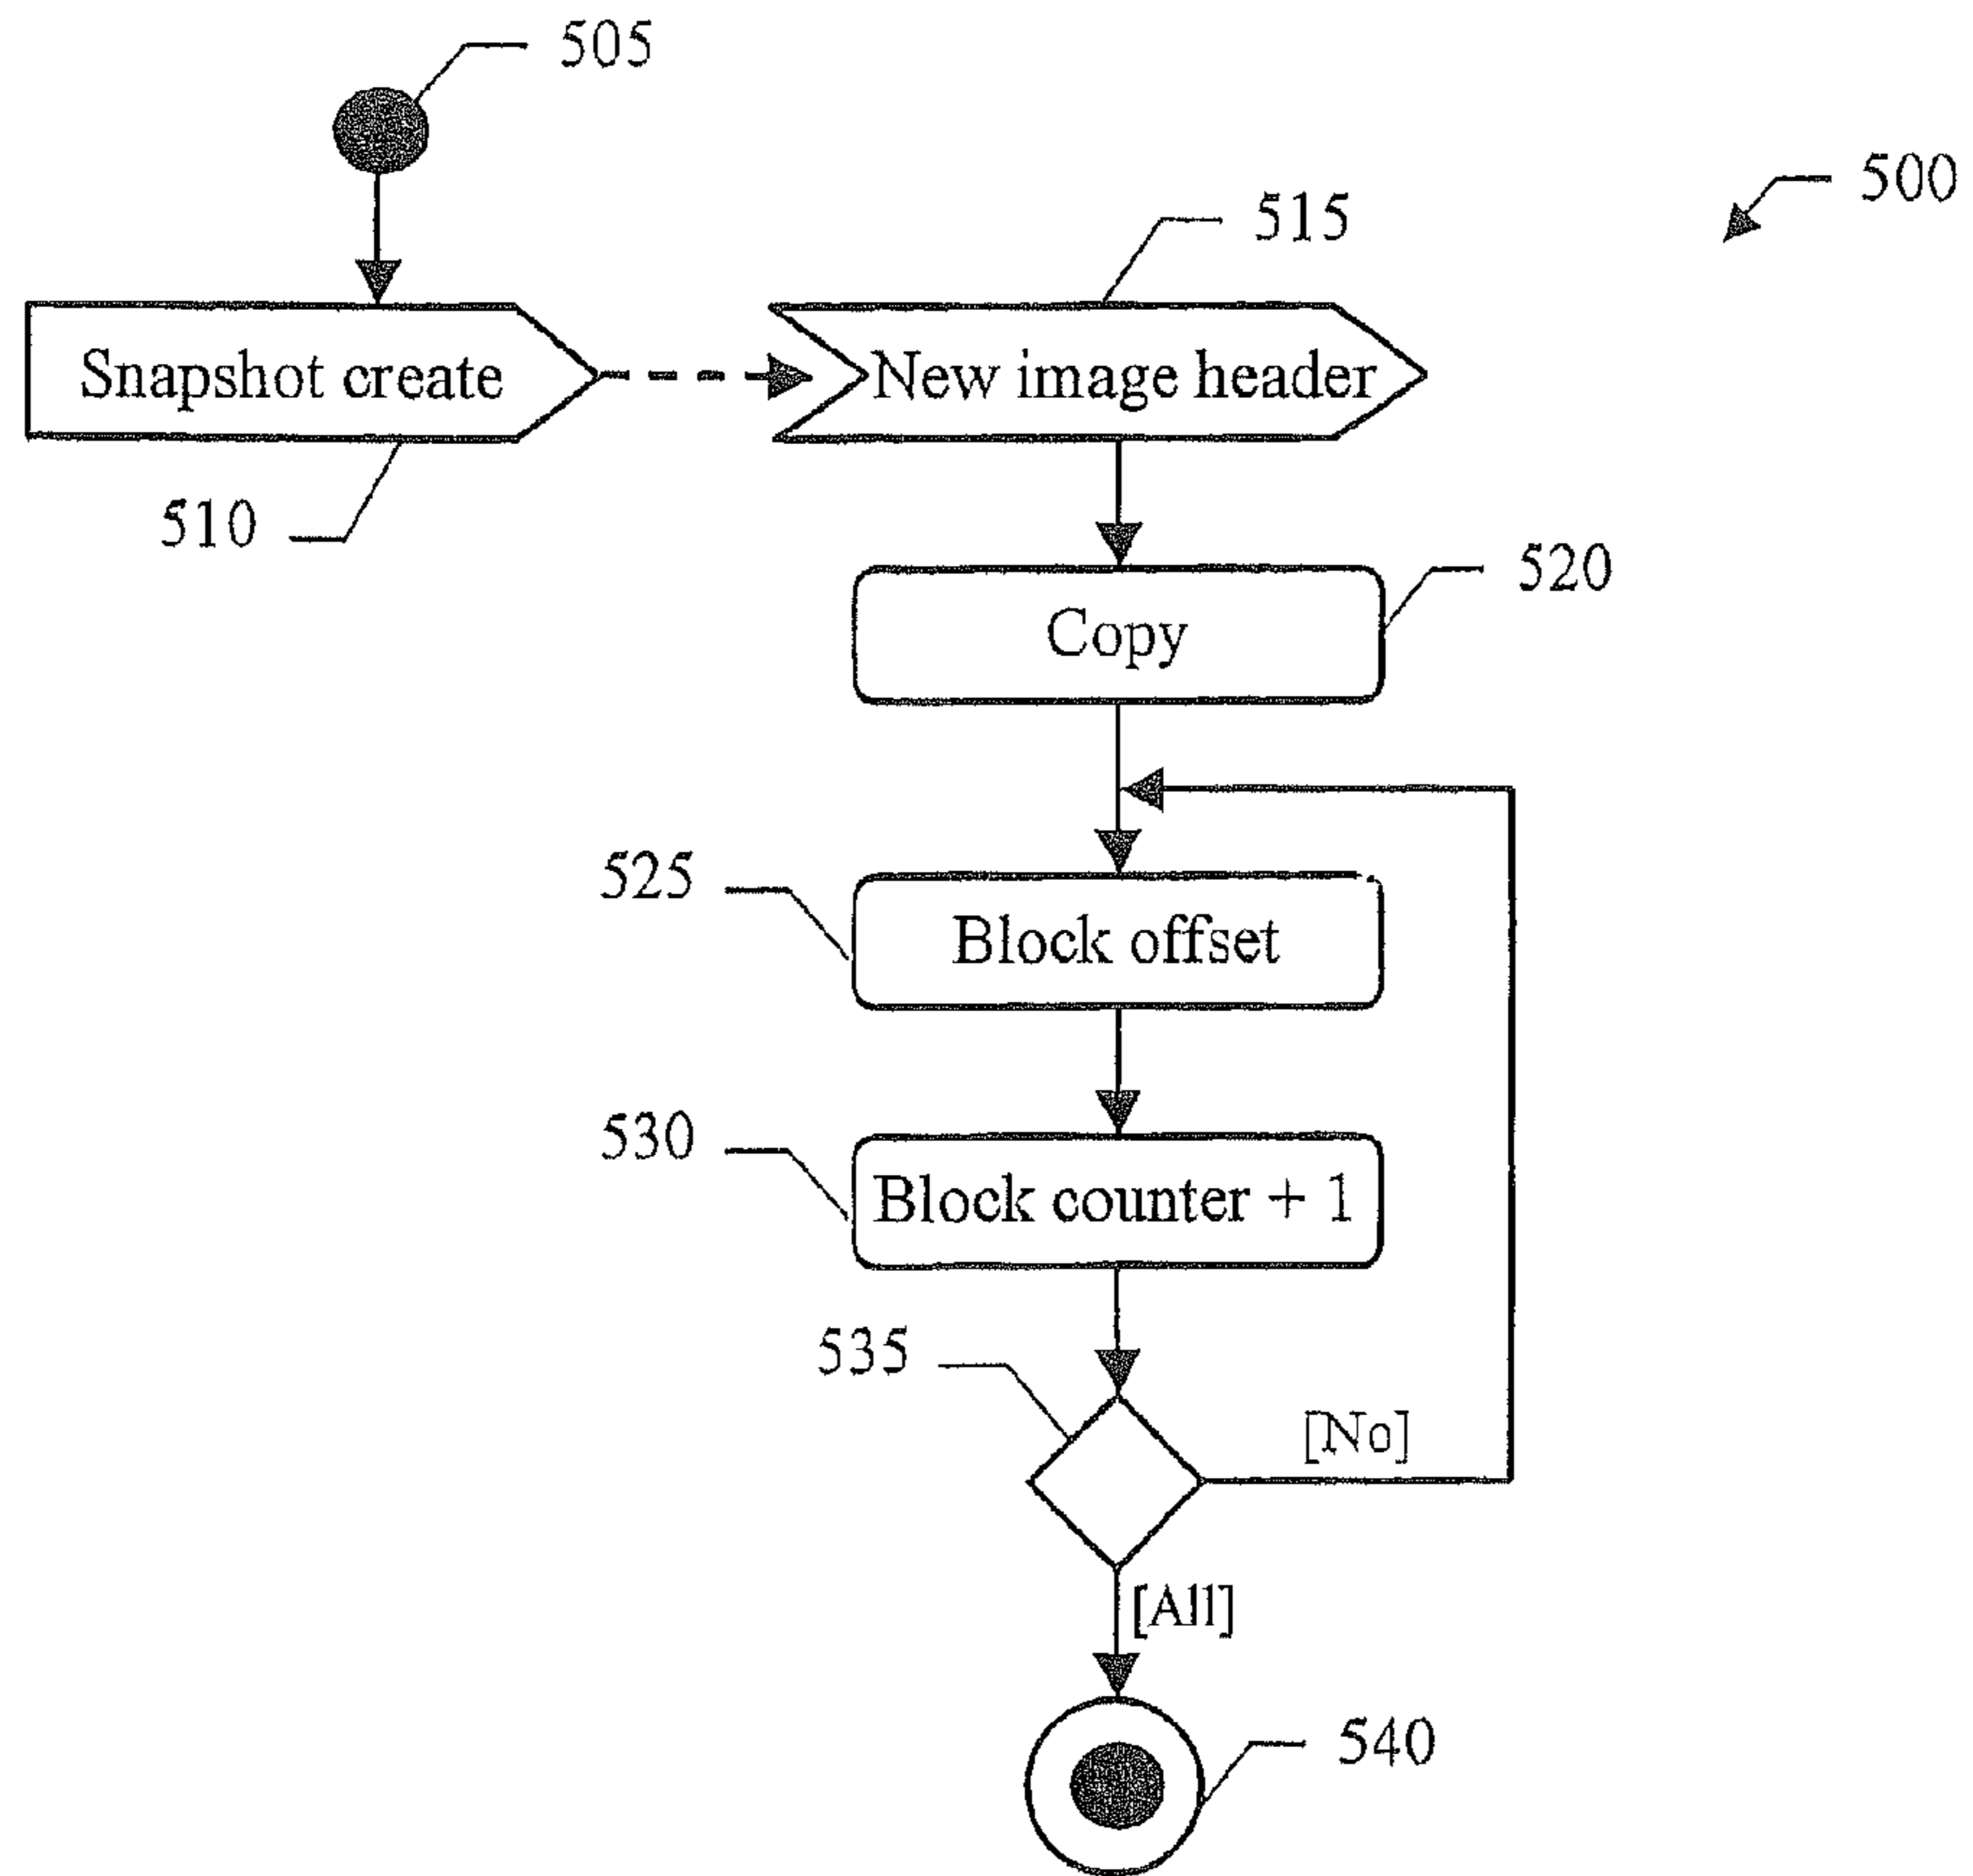 505
500
515
Snapshot create
New image header
510
520
Copy
525
Block offset
530
Block counter + 1
535
[No]
[All]
540